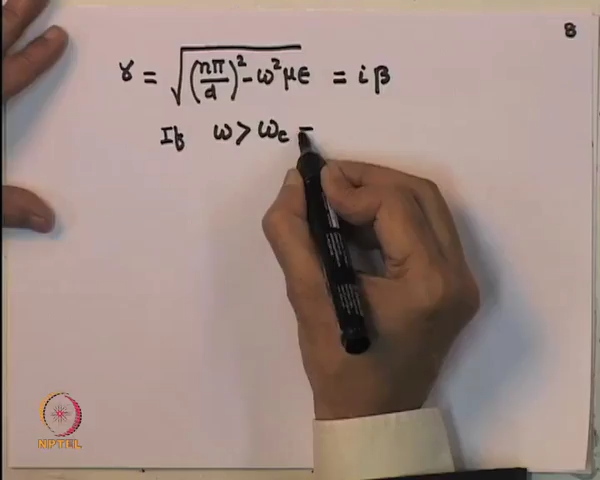 8
γ = √((nπ/d)² - ω²με) = iβ
If ω > ωc =
NPTEL